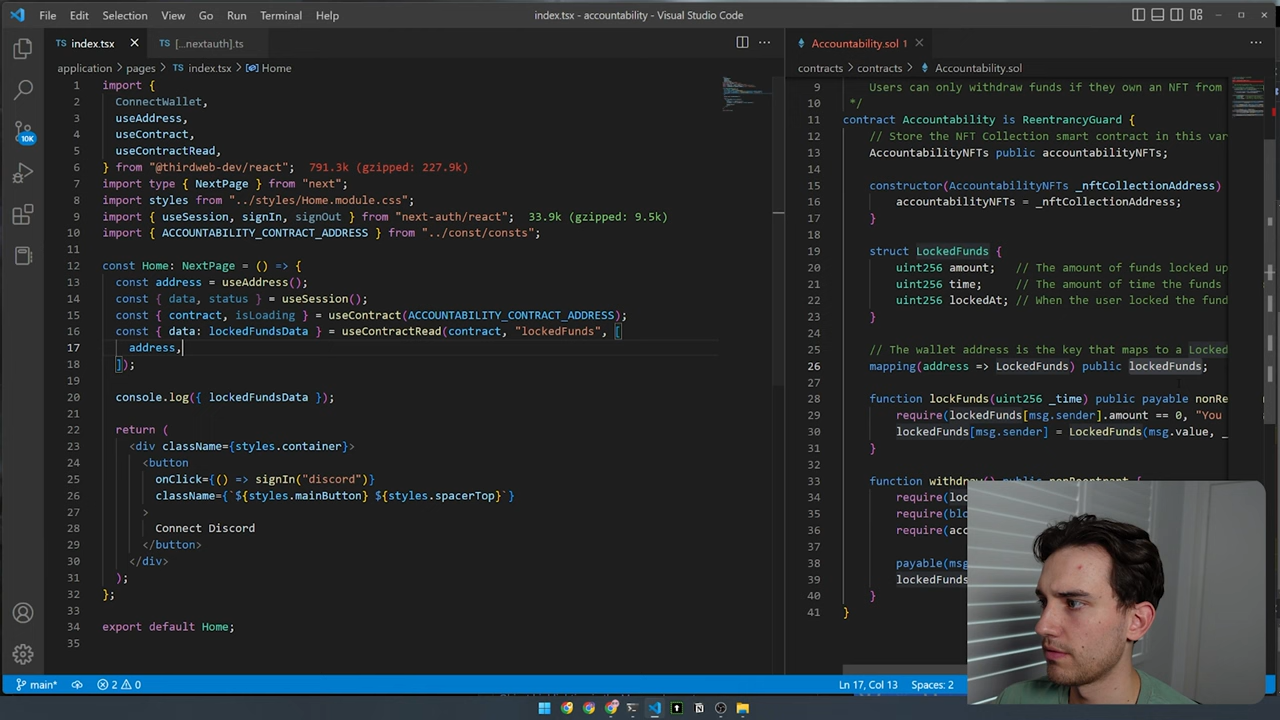 File Edit Selection View Go Run Terminal Help
index.tsx - accountability - Visual Studio Code
index.tsx
[...nextauth].ts
application > pages > index.tsx > Home
1 import {
2 ConnectWallet,
3 useAddress,
4 useContract,
5 useContractRead,
6 } from "@thirdweb-dev/react"; 791.3k (gzipped: 227.9k)
7 import type { NextPage } from "next";
8 import styles from "../styles/Home.module.css";
9 import { useSession, signIn, signOut } from "next-auth/react"; 33.9k (gzipped: 9.5k)
10 import { ACCOUNTABILITY_CONTRACT_ADDRESS } from "../const/consts";
11
12 const Home: NextPage = () => {
13 const address = useAddress();
14 const { data, status } = useSession();
15 const { contract, isLoading } = useContract(ACCOUNTABILITY_CONTRACT_ADDRESS);
16 const { data: lockedFundsData } = useContractRead(contract, "lockedFunds", [
17 address,
18 ]);
19
20 console.log({ lockedFundsData });
21
22 return (
23 <div className={styles.container}>
24 <button
25 onClick={() => signIn("discord")}
26 className={`${styles.mainButton} ${styles.spacerTop}`}
27 >
28 Connect Discord
29 </button>
30 </div>
31 );
32 };
33
34 export default Home;
35
Accountability.sol 1
contracts > contracts > Accountability.sol
9 Users can only withdraw funds if they own an NFT from
10 */
11 contract Accountability is ReentrancyGuard {
12 // Store the NFT Collection smart contract in this var
13 AccountabilityNFTs public accountabilityNFTs;
14
15 constructor(AccountabilityNFTs _nftCollectionAddress)
16 accountabilityNFTs = _nftCollectionAddress;
17 }
18
19 struct LockedFunds {
20 uint256 amount; // The amount of funds locked up
21 uint256 time; // The amount of time the funds
22 uint256 lockedAt; // When the user locked the fund
23 }
24
25 // The wallet address is the key that maps to a Locked
26 mapping(address => LockedFunds) public lockedFunds;
27
28 function lockFunds(uint256 _time) public payable nonRe
29 require(lockedFunds[msg.sender].amount == 0, "You
30 lockedFunds[msg.sender] = LockedFunds(msg.value, _
31 }
32
33 function withdraw() public nonReentrant {
34 require(loc
35 require(blo
36 require(acc
37
38 payable(msg
39 lockedFunds
40 }
41 }
10K
main* 2 0
Ln 17, Col 13 Spaces: 2